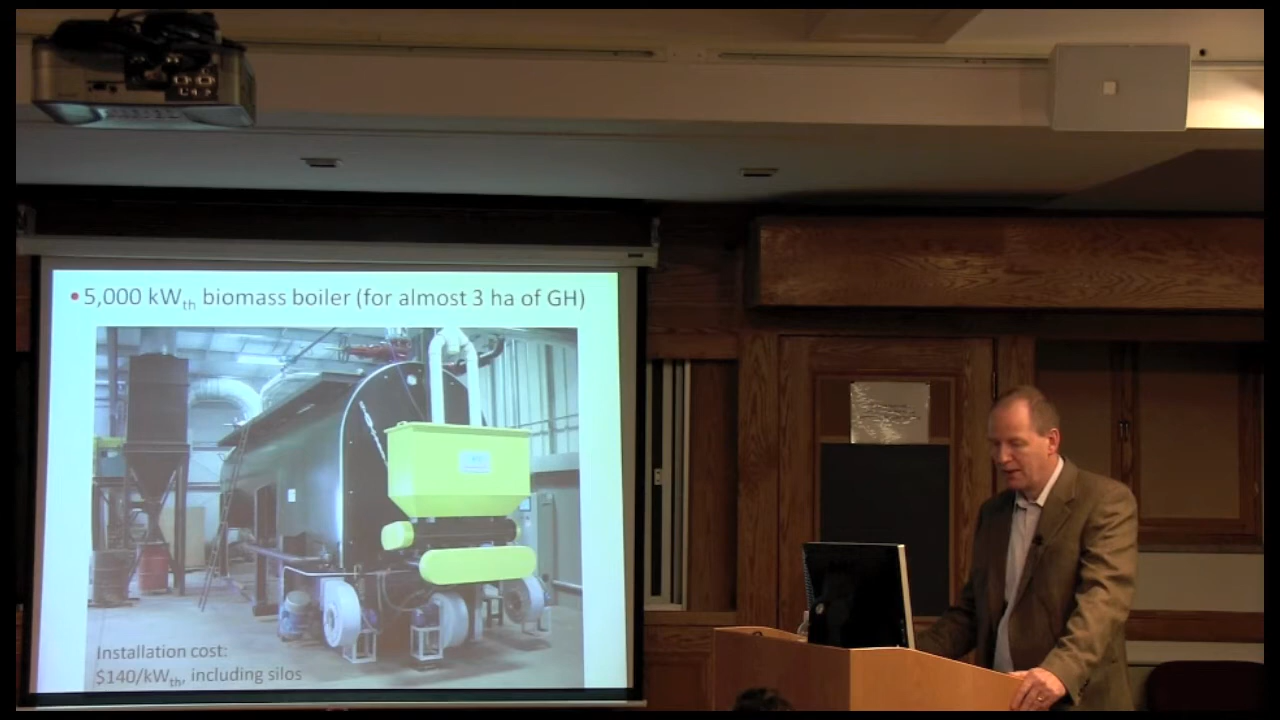 • 5,000 kWth biomass boiler (for almost 3 ha of GH)
Installation cost:
$140/kWth, including silos